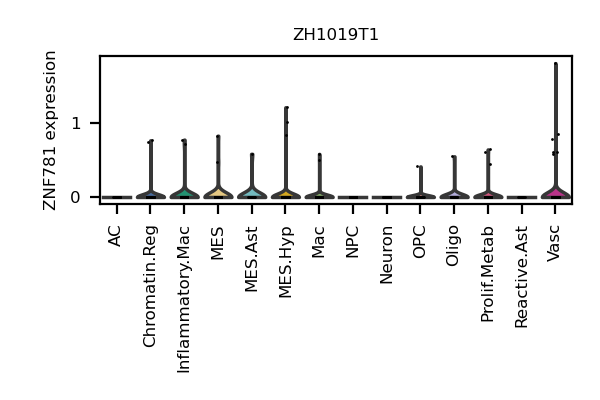 ZH1019T1
ZNF781 expression
1
0
AC
Chromatin.Reg
Inflammatory.Mac
MES
MES.Ast
MES.Hyp
Mac
NPC
Neuron
OPC
Oligo
Prolif.Metab
Reactive.Ast
Vasc